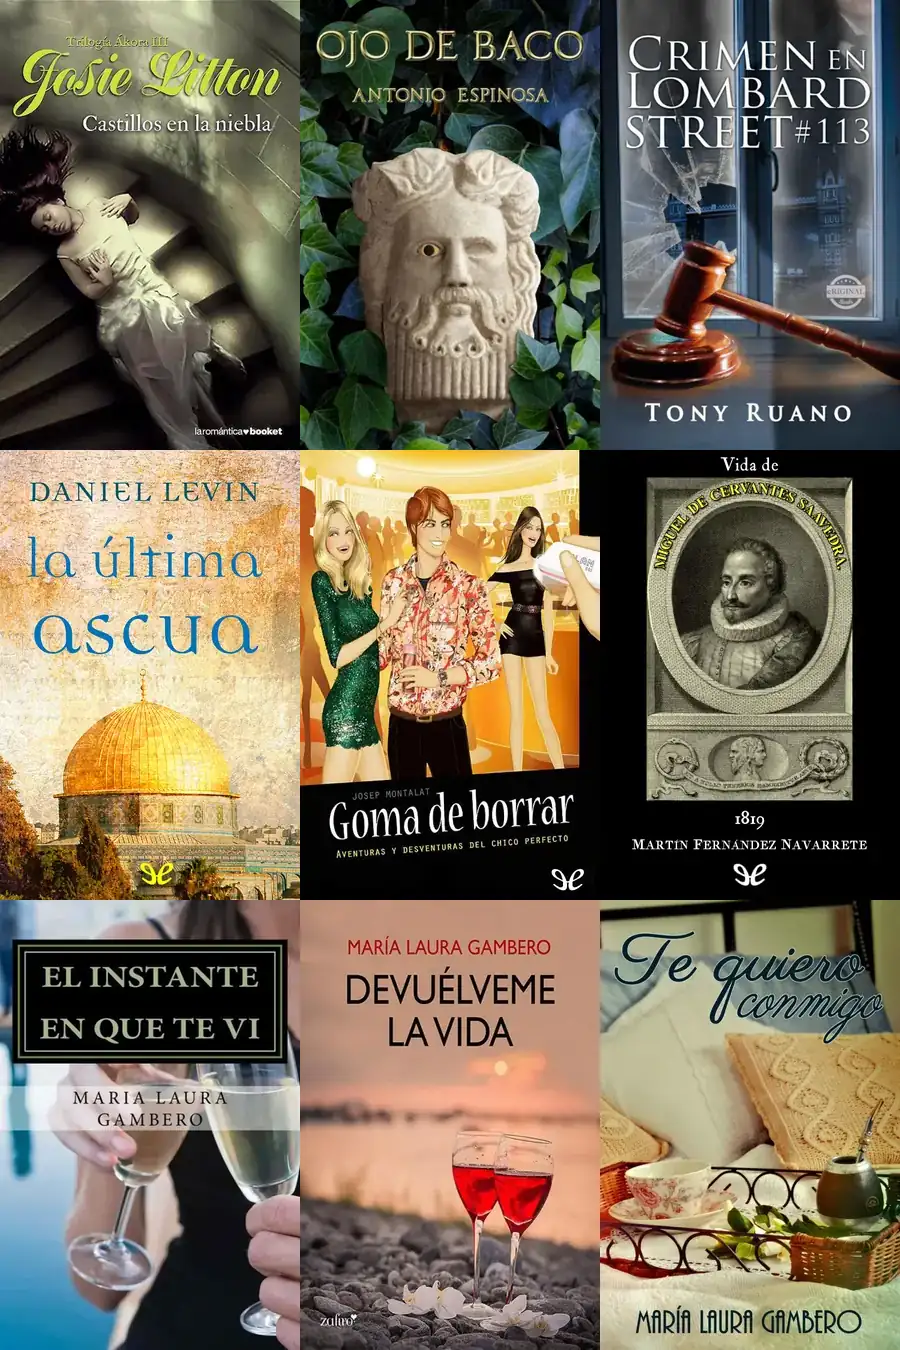 Trilogía Ákora III
Josie Litton
Castillos en la niebla
laromántica♥booket
OJO DE BACO
ANTONIO ESPINOSA
CRIMEN EN
LOMBARD
STREET #113
ERIGINAL
Books
TONY RUANO
DANIEL LEVIN
la última
ascua
JOSEP MONTALAT
Goma de borrar
AVENTURAS Y DESVENTURAS DEL CHICO PERFECTO
Vida de
MIGUEL DE CERVANTES SAAVEDRA
1819
MARTÍN FERNÁNDEZ NAVARRETE
EL INSTANTE
EN QUE TE VI
MARIA LAURA
GAMBERO
MARÍA LAURA GAMBERO
DEVUÉLVEME
LA VIDA
zafiro
Te quiero
conmigo
MARÍA LAURA GAMBERO